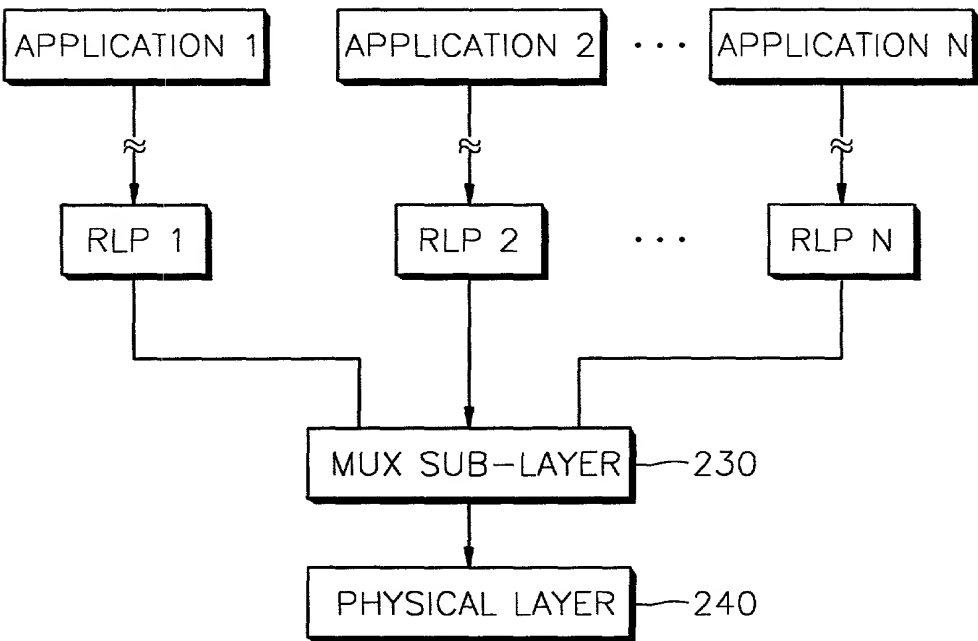 APPLICATION 1
APPLICATION 2
...
APPLICATION N
RLP 1
RLP 2
...
RLP N
MUX SUB-LAYER
230
PHYSICAL LAYER
240